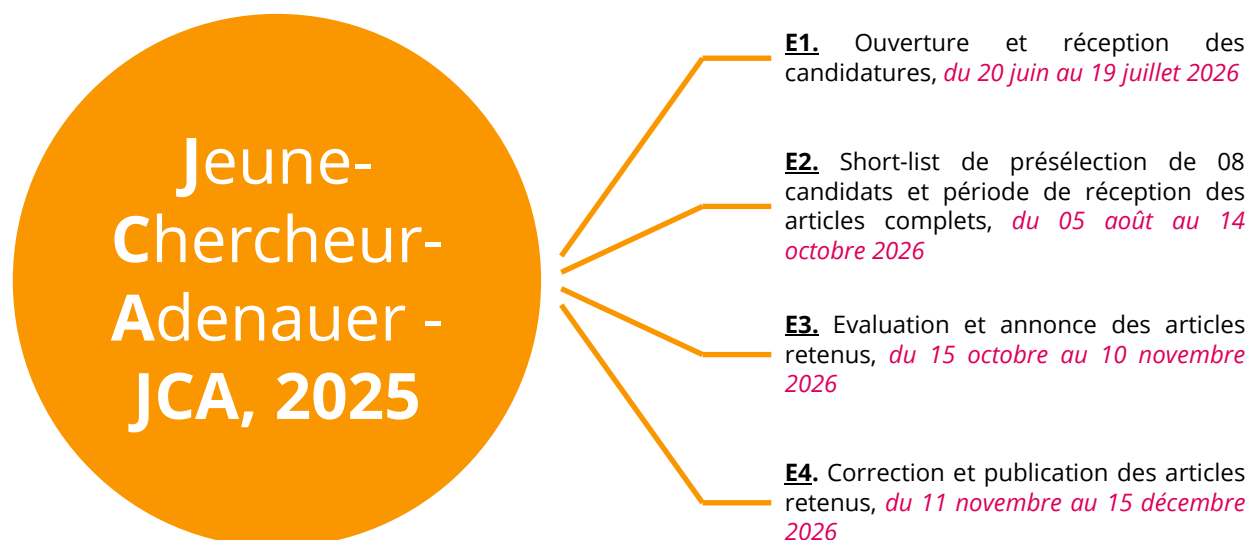 Jeune-
Chercheur-
Adenauer -
JCA, 2025
E1. Ouverture et réception des
candidatures, du 20 juin au 19 juillet 2026
E2. Short-list de présélection de 08
candidats et période de réception des
articles complets, du 05 août au 14
octobre 2026
E3. Evaluation et annonce des articles
retenus, du 15 octobre au 10 novembre
2026
E4. Correction et publication des articles
retenus, du 11 novembre au 15 décembre
2026